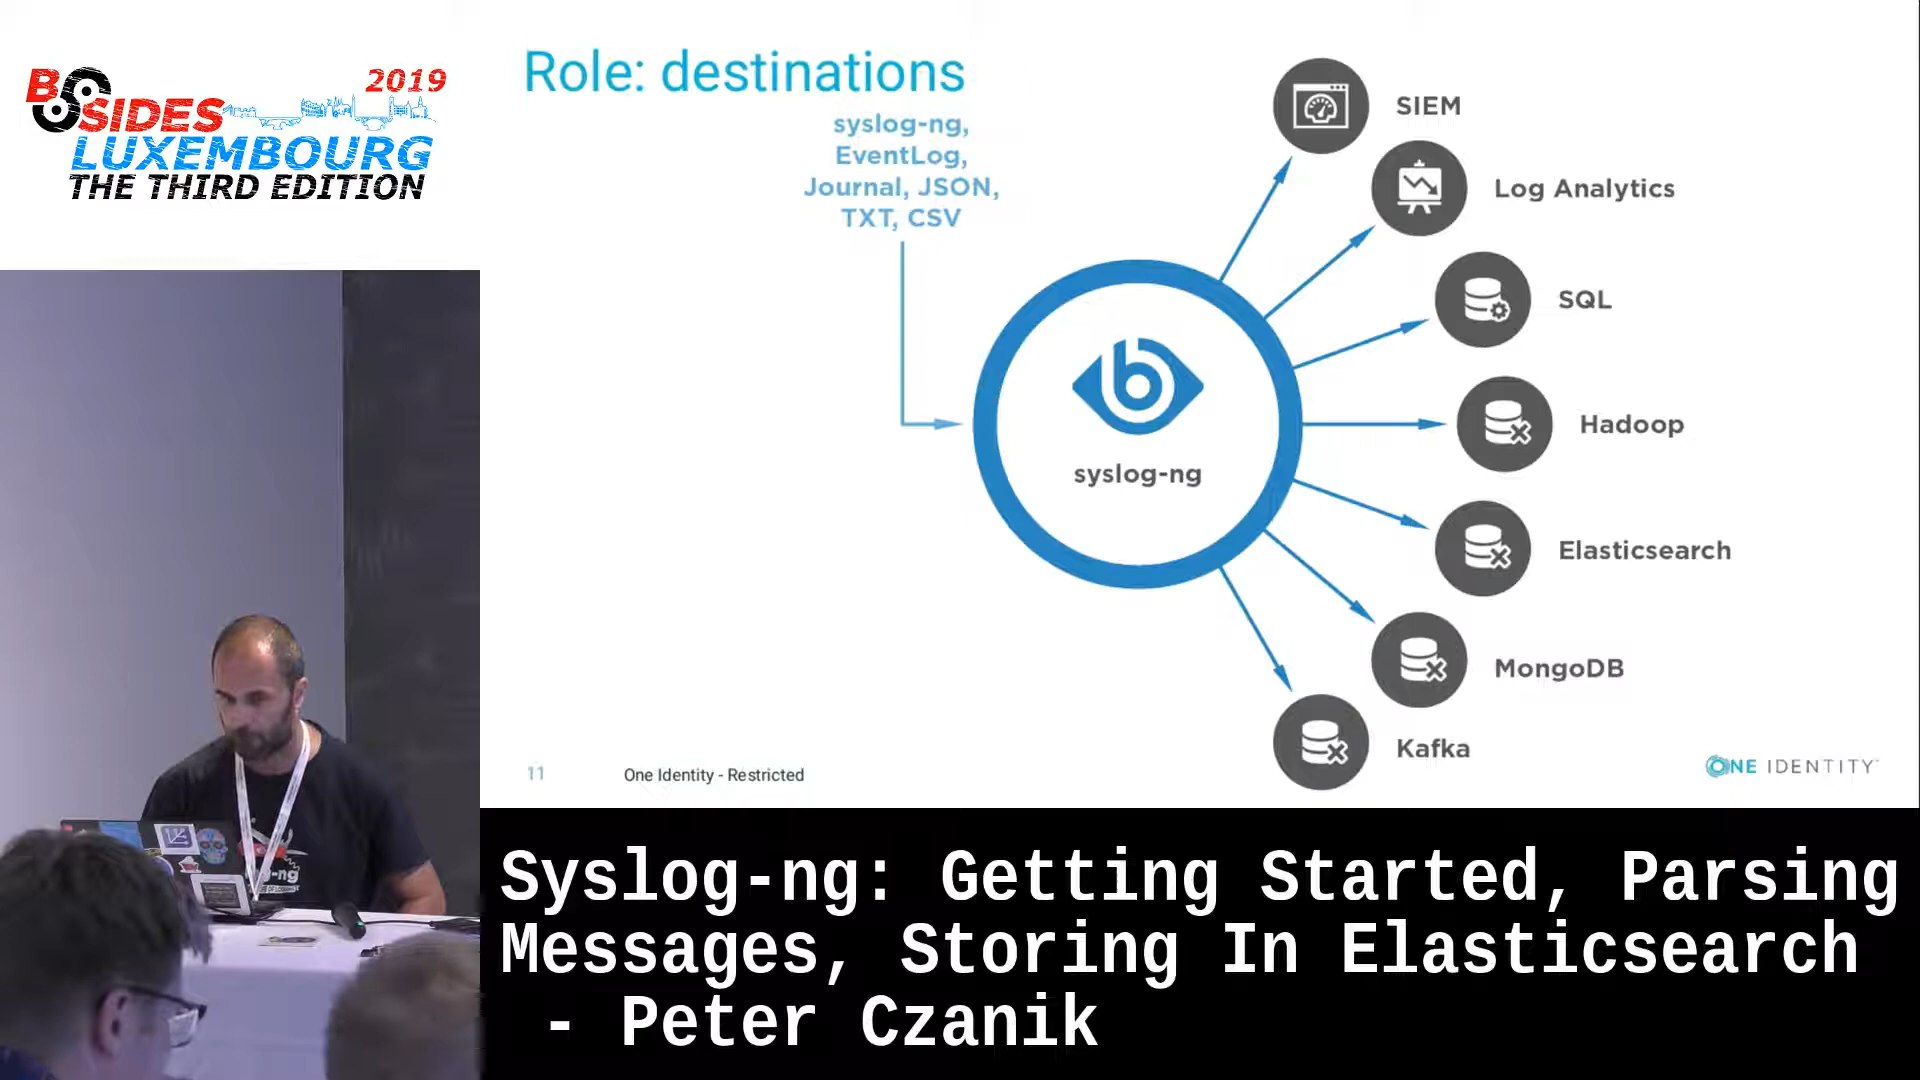 2019
BSIDES
LUXEMBOURG
THE THIRD EDITION
Role: destinations
syslog-ng,
EventLog,
Journal, JSON,
TXT, CSV
syslog-ng
SIEM
Log Analytics
SQL
Hadoop
Elasticsearch
MongoDB
Kafka
11
One Identity - Restricted
ONE IDENTITY
Syslog-ng: Getting Started, Parsing
Messages, Storing In Elasticsearch
- Peter Czanik